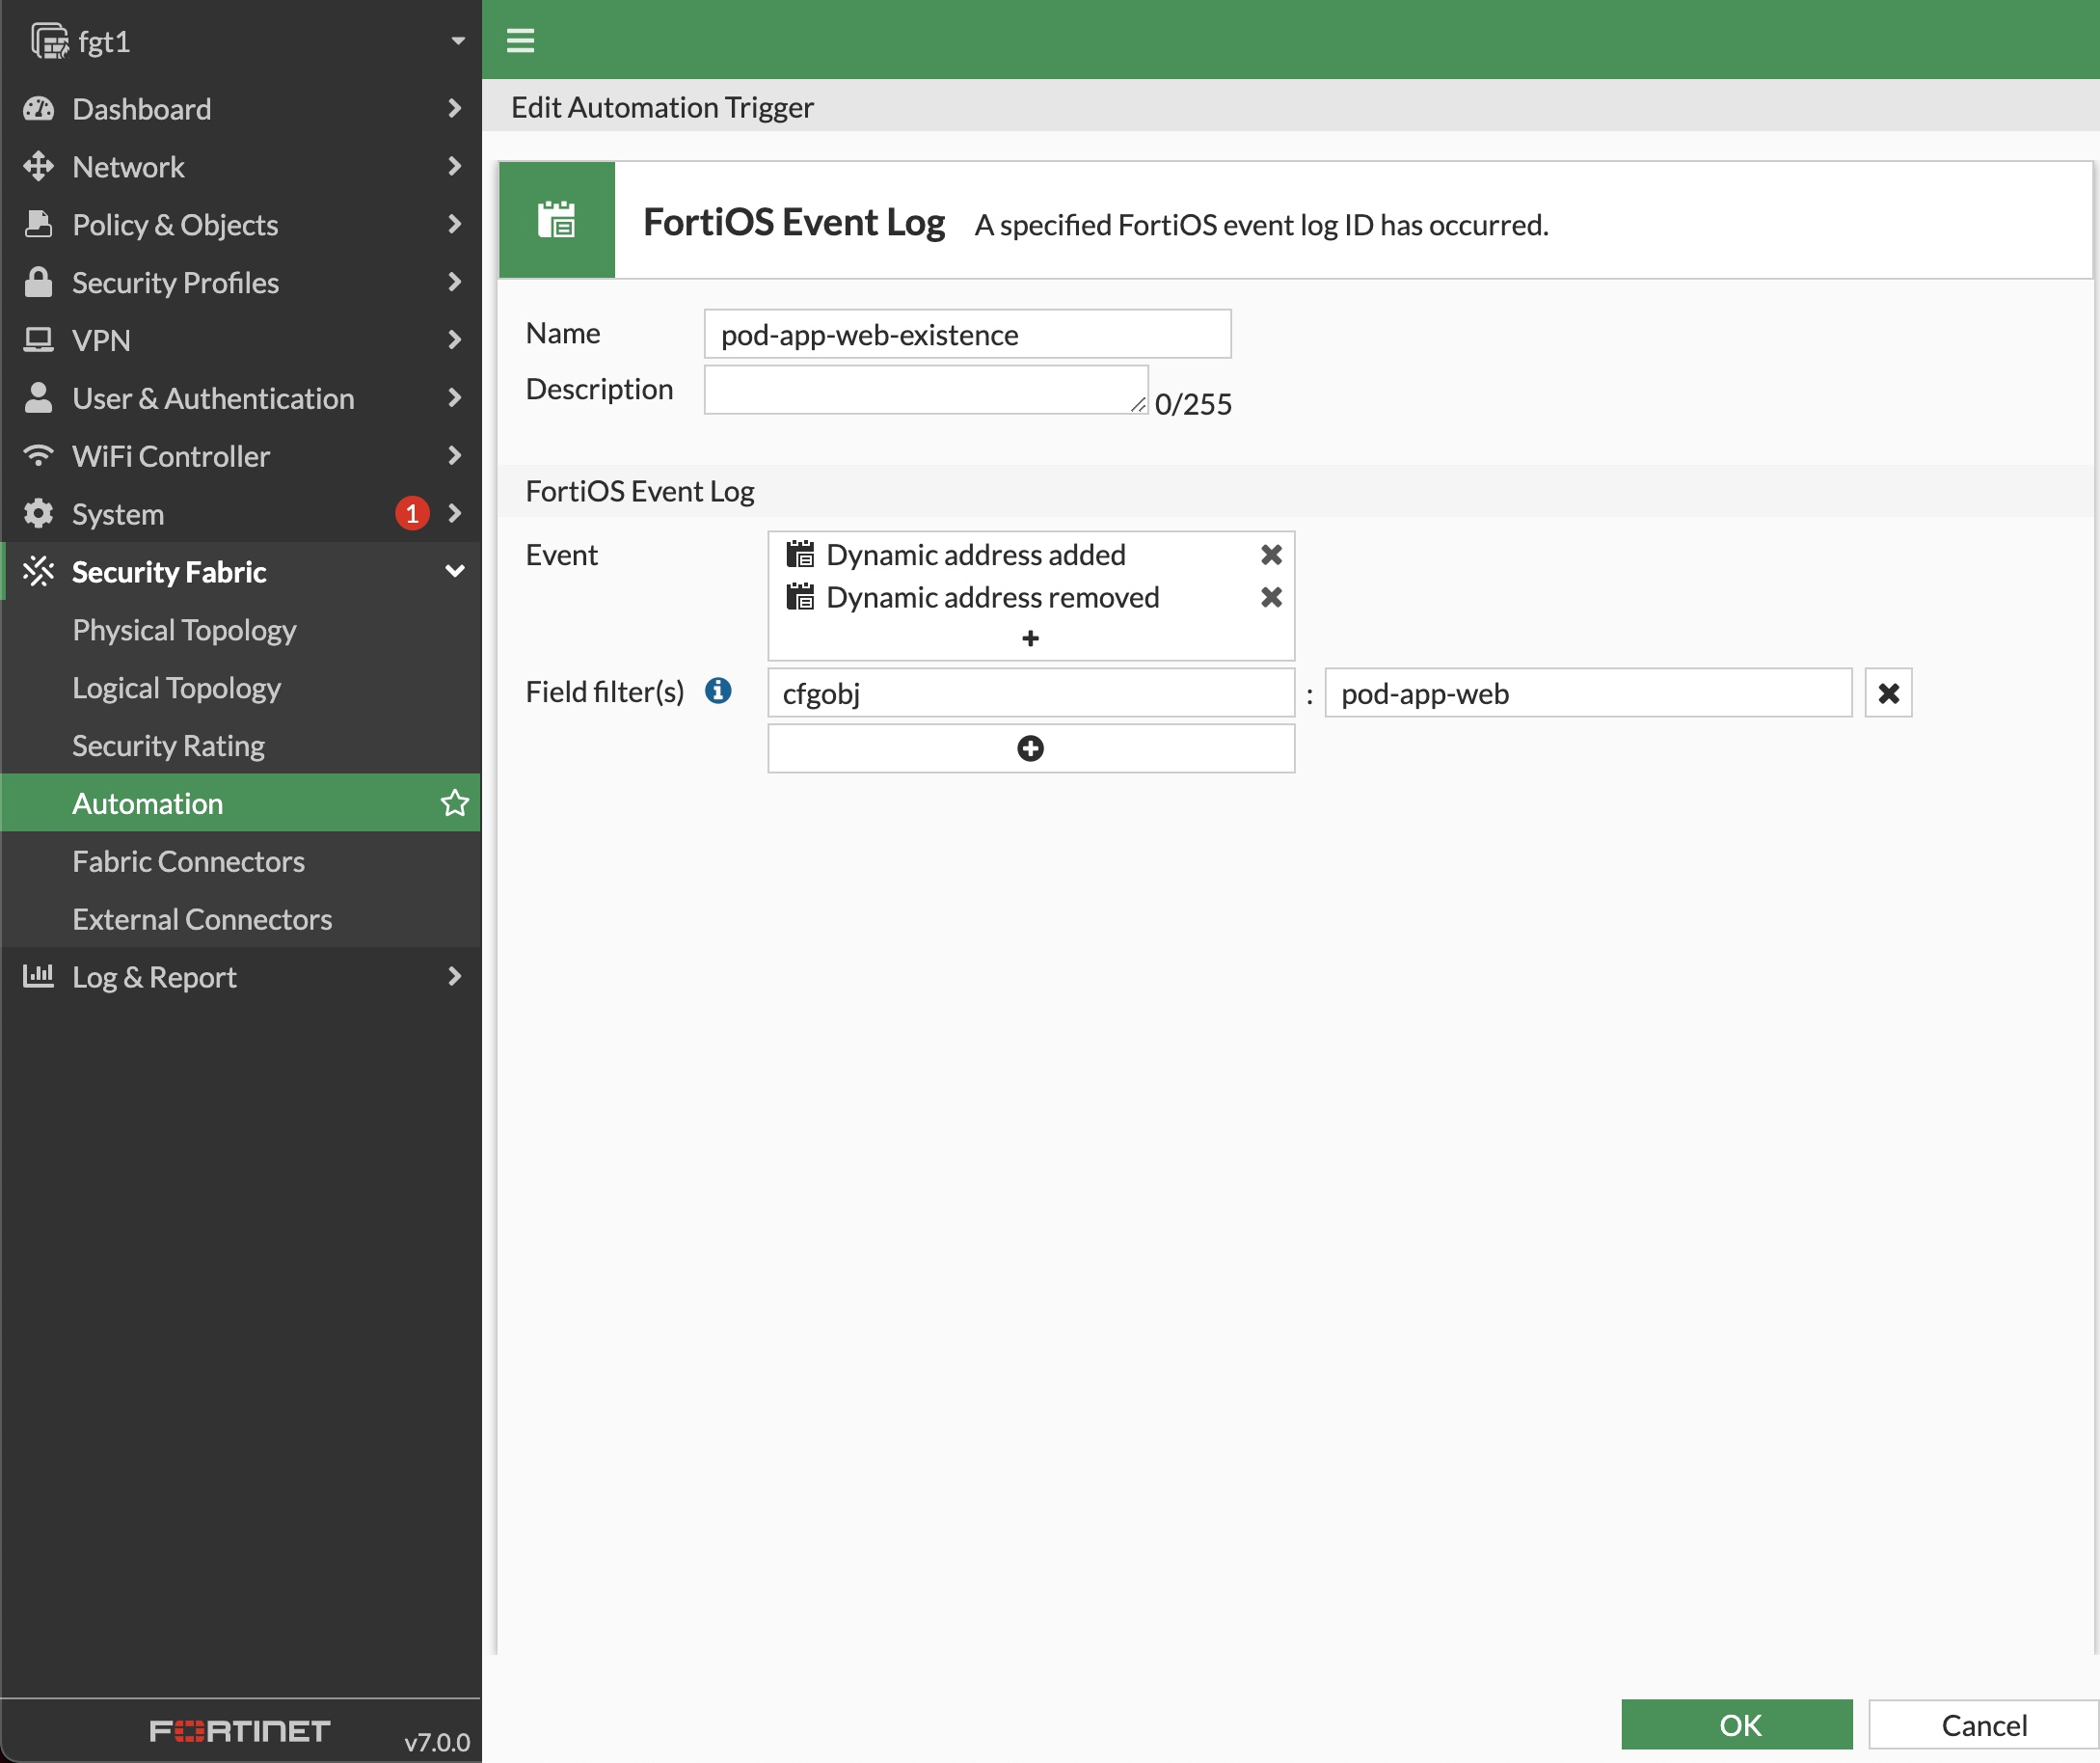 fgt1
Dashboard
Network
Policy & Objects
Security Profiles
VPN
User & Authentication
WiFi Controller
System 1
Security Fabric
Physical Topology
Logical Topology
Security Rating
Automation
Fabric Connectors
External Connectors
Log & Report
FORTINET v7.0.0
Edit Automation Trigger
FortiOS Event Log A specified FortiOS event log ID has occurred.
Name pod-app-web-existence
Description 0/255
FortiOS Event Log
Event Dynamic address added
Dynamic address removed
Field filter(s) cfgobj : pod-app-web
OK Cancel